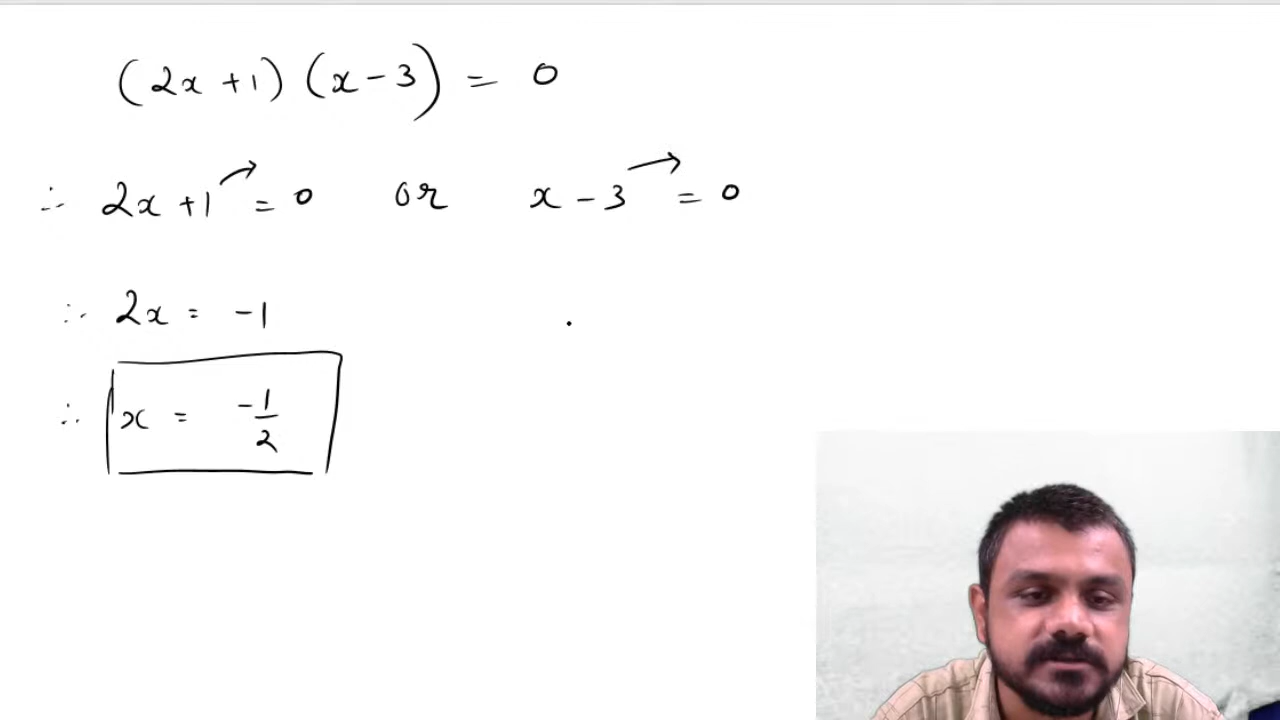 (2x+1) (x-3) = 0
∴ 2x+1 = 0 or x-3 = 0
∴ 2x = -1
∴ x = -1/2